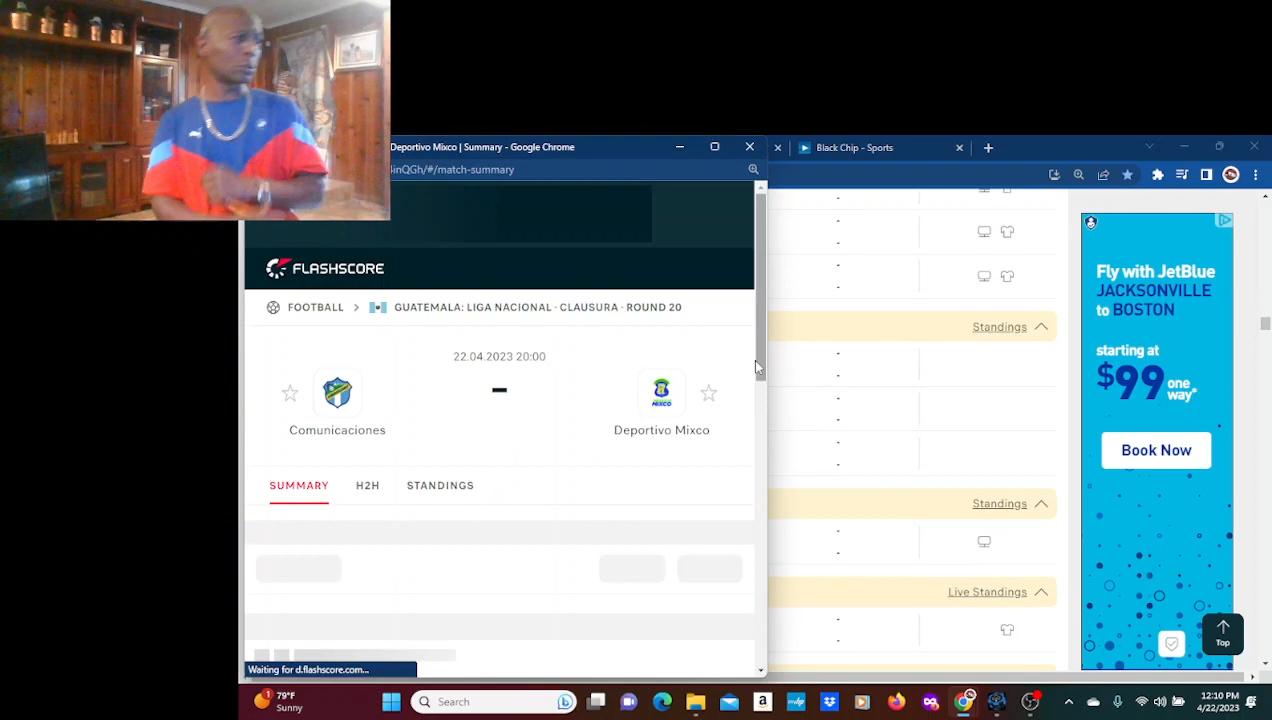 Deportivo Mixco | Summary - Google Chrome
Black Chip - Sports
inQGh/#/match-summary
FLASHSCORE
FOOTBALL > GUATEMALA: LIGA NACIONAL - CLAUSURA - ROUND 20
22.04.2023 20:00
-
Comunicaciones
Deportivo Mixco
MIXCO
SUMMARY H2H STANDINGS
Waiting for d.flashscore.com...
Standings
Standings
Live Standings
Fly with JetBlue
JACKSONVILLE
to BOSTON
starting at
$99 one way*
Book Now
Top
1
79°F
Sunny
Search
12:10 PM
4/22/2023